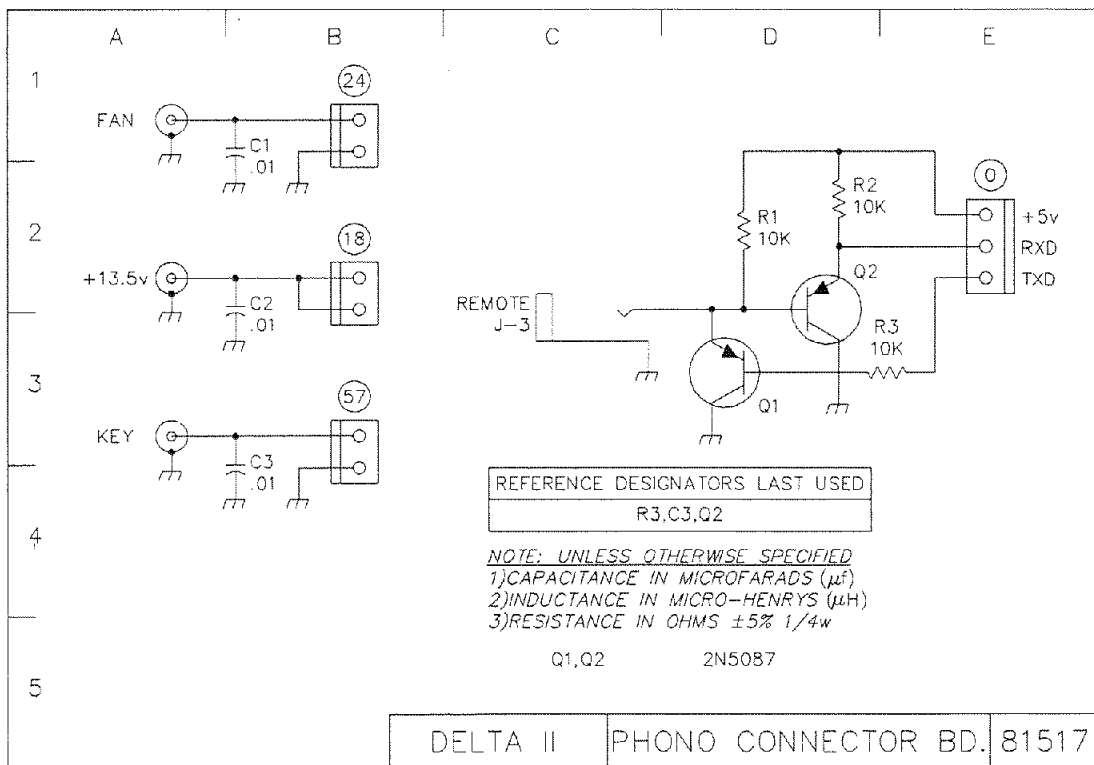 A B C D E
1
2
3
4
5
24
FAN
C1
.01
18
+13.5v
C2
.01
57
KEY
C3
.01
R1
10K
R2
10K
0
+5v
RXD
TXD
Q2
REMOTE
J-3
R3
10K
Q1
REFERENCE DESIGNATORS LAST USED
R3,C3,Q2
NOTE: UNLESS OTHERWISE SPECIFIED
1)CAPACITANCE IN MICROFARADS (µf)
2)INDUCTANCE IN MICRO-HENRYS (µH)
3)RESISTANCE IN OHMS ±5% 1/4w
Q1,Q2 2N5087
DELTA II PHONO CONNECTOR BD. 81517